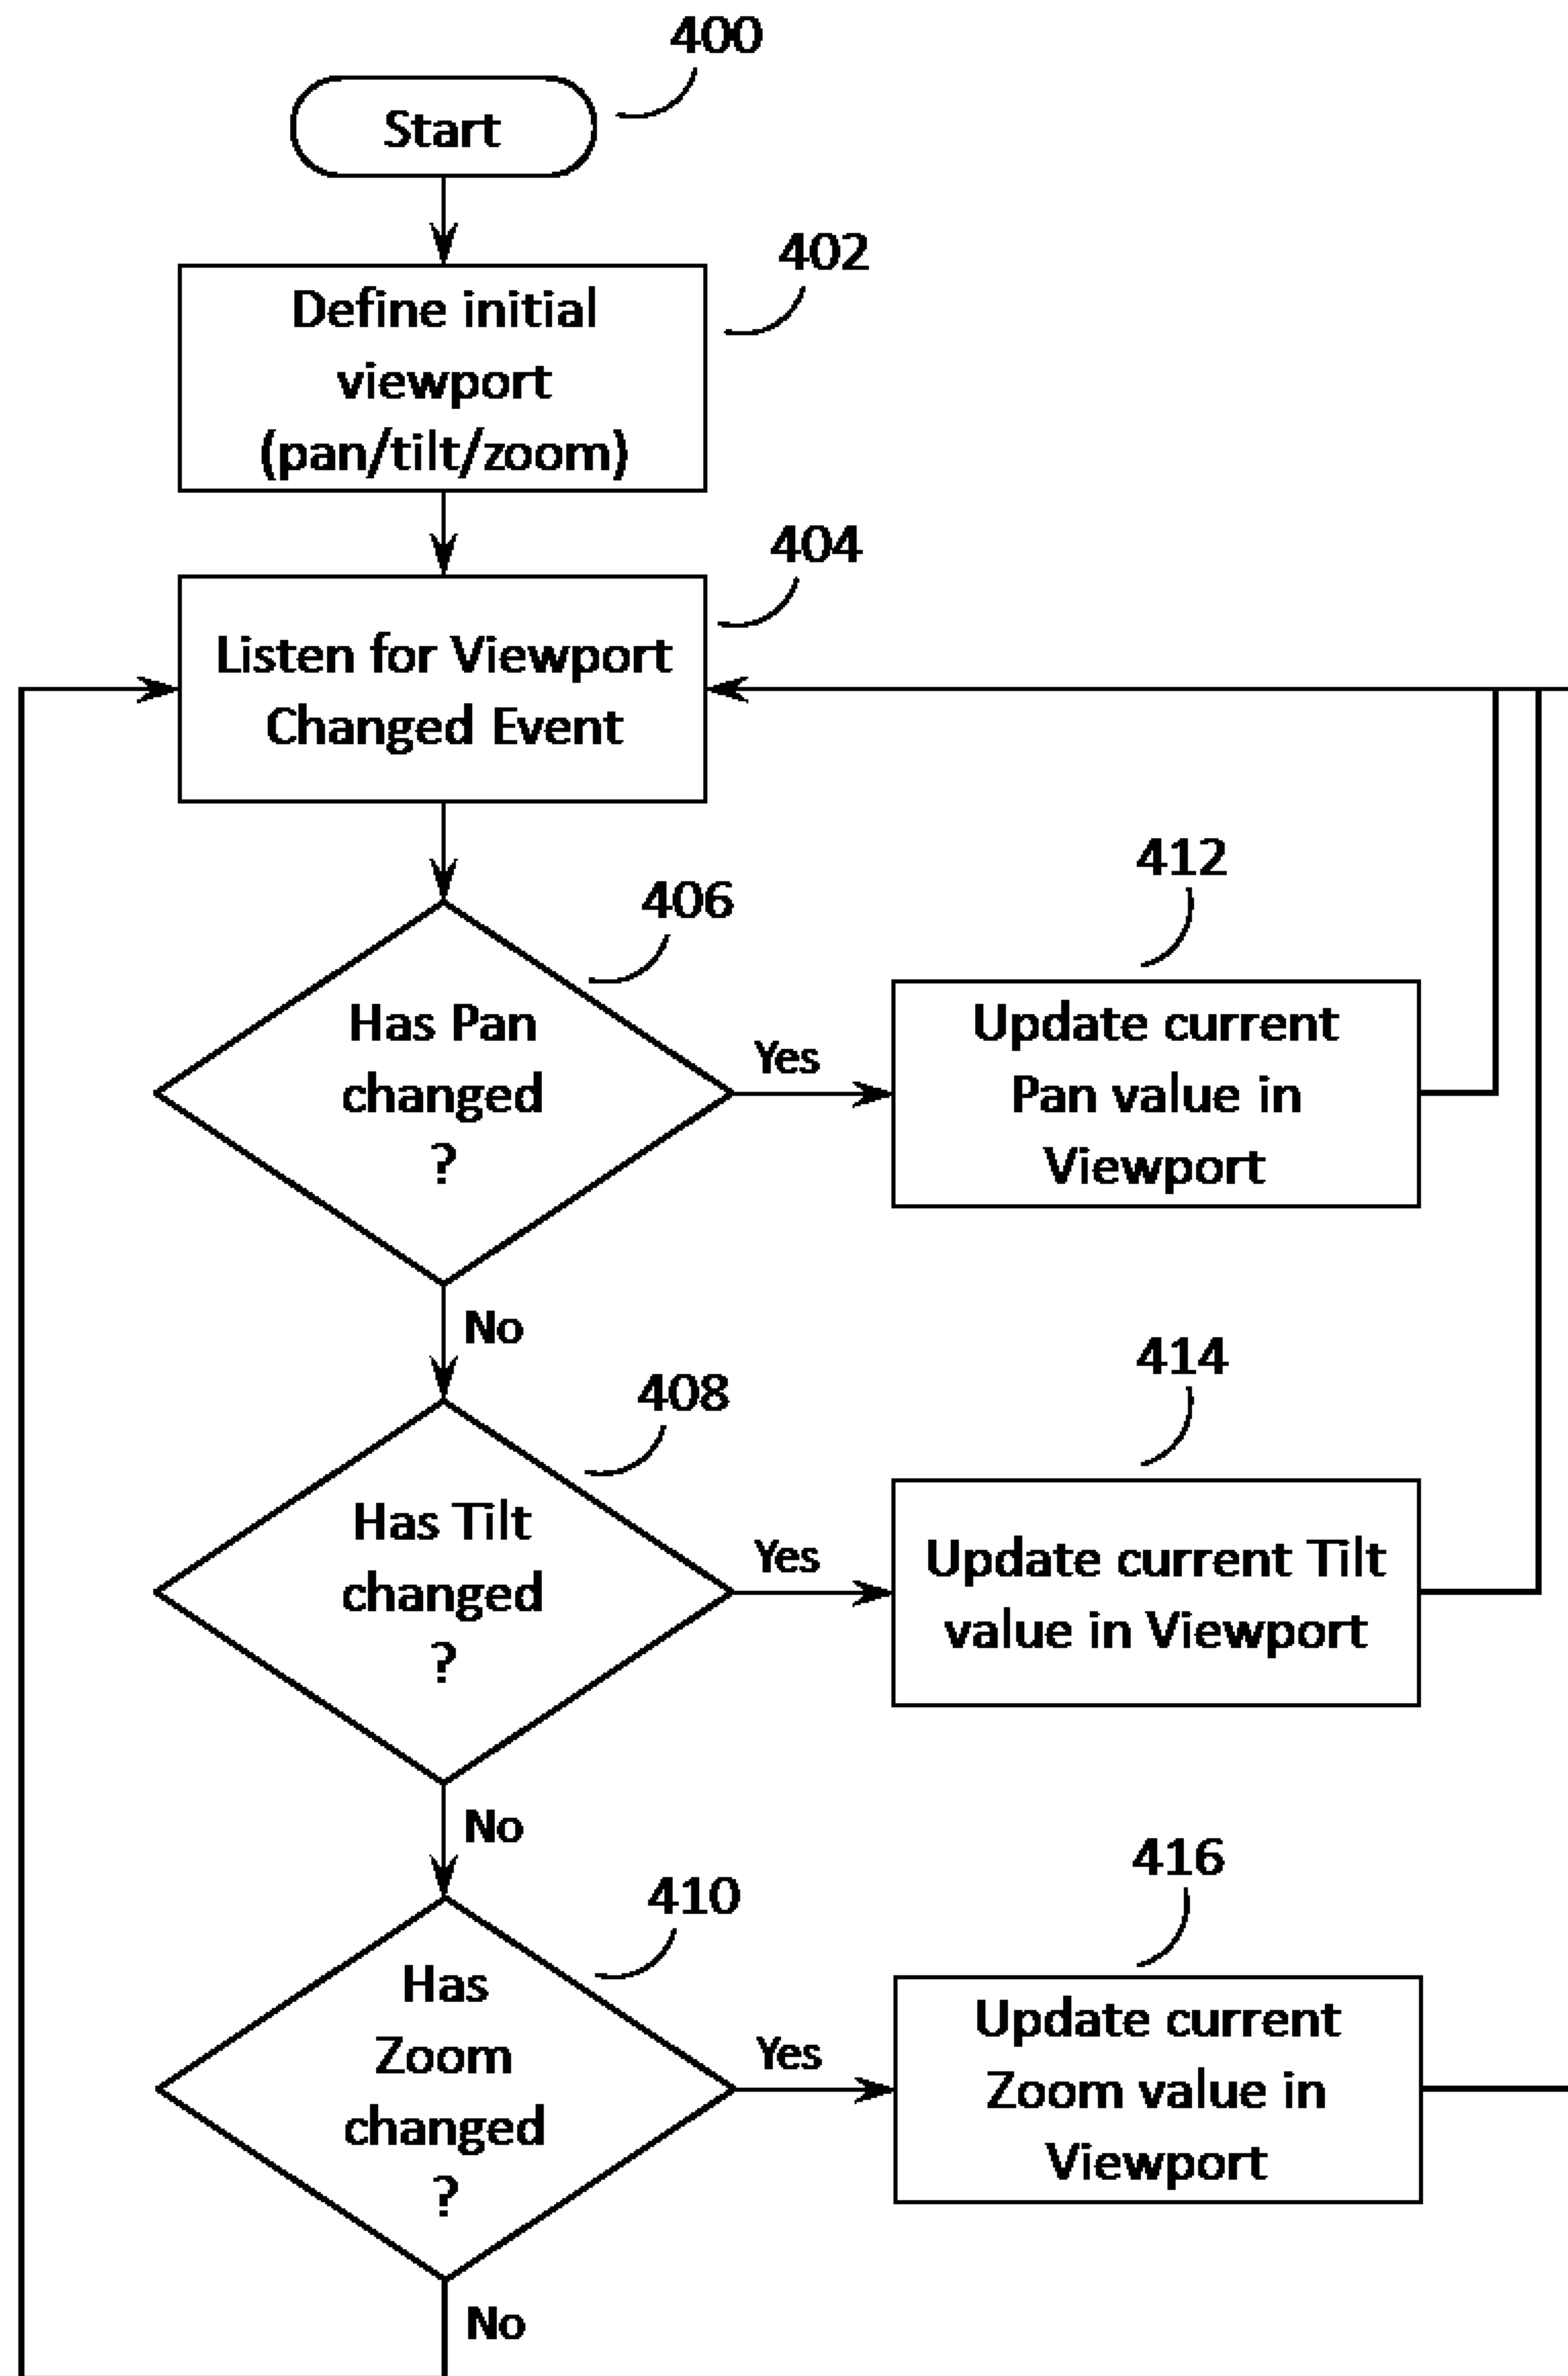 400
Start
402
Define initial
viewport
(pan/tilt/zoom)
404
Listen for Viewport
Changed Event
406
Has Pan
changed
?
Yes
412
Update current
Pan value in
Viewport
No
408
Has Tilt
changed
?
Yes
414
Update current Tilt
value in Viewport
No
410
Has
Zoom
changed
?
Yes
416
Update current
Zoom value in
Viewport
No